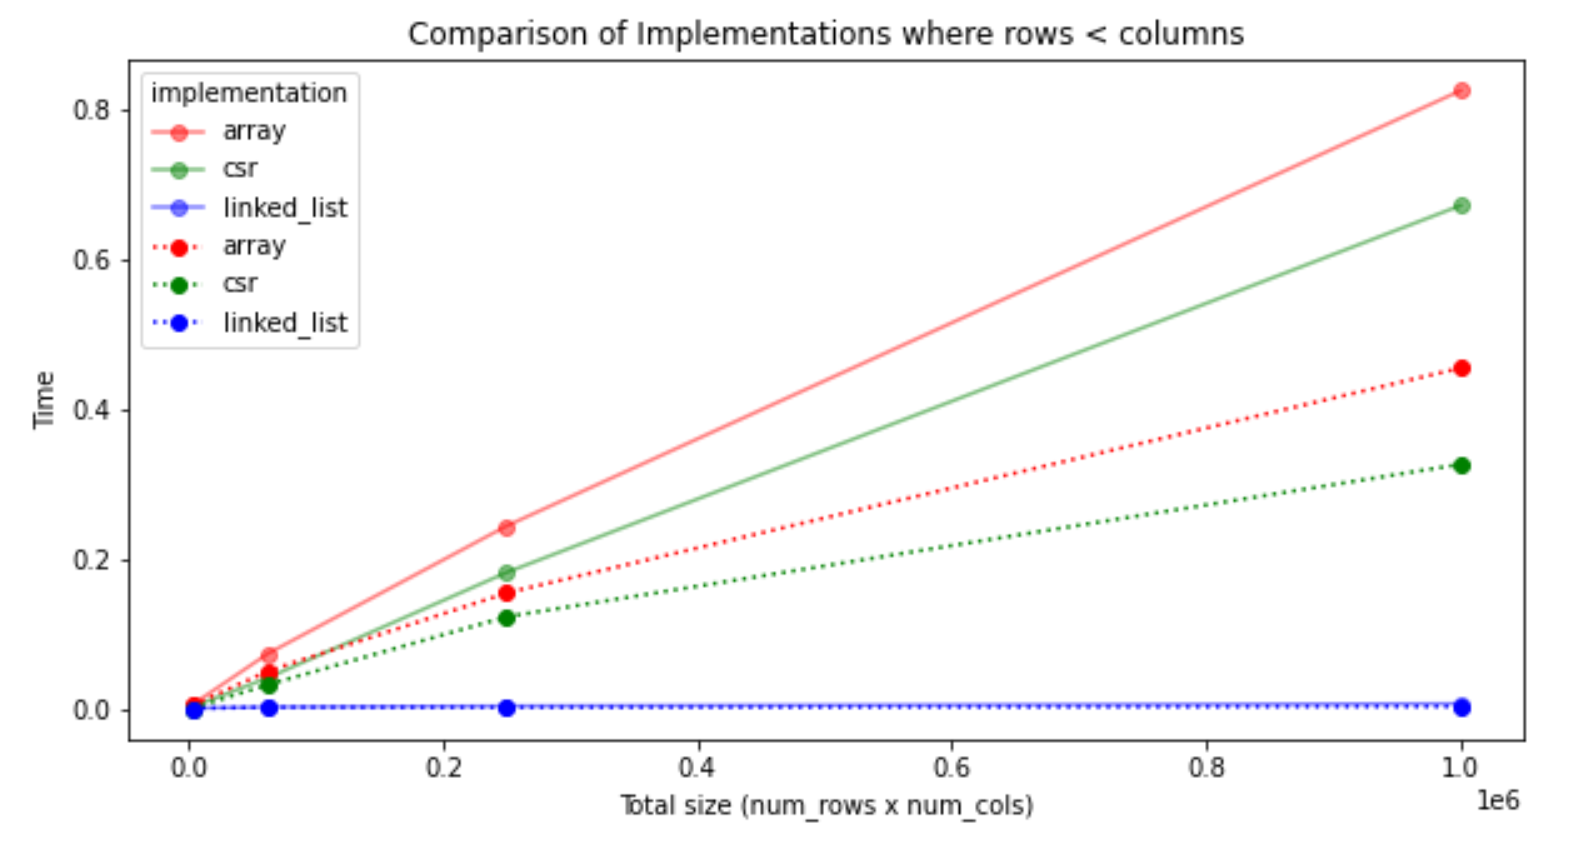 Comparison of Implementations where rows < columns
implementation
array
csr
linked_list
array
csr
linked_list
0.8
0.6
0.4
0.2
0.0
Time
0.0 0.2 0.4 0.6 0.8 1.0
1e6
Total size (num_rows x num_cols)